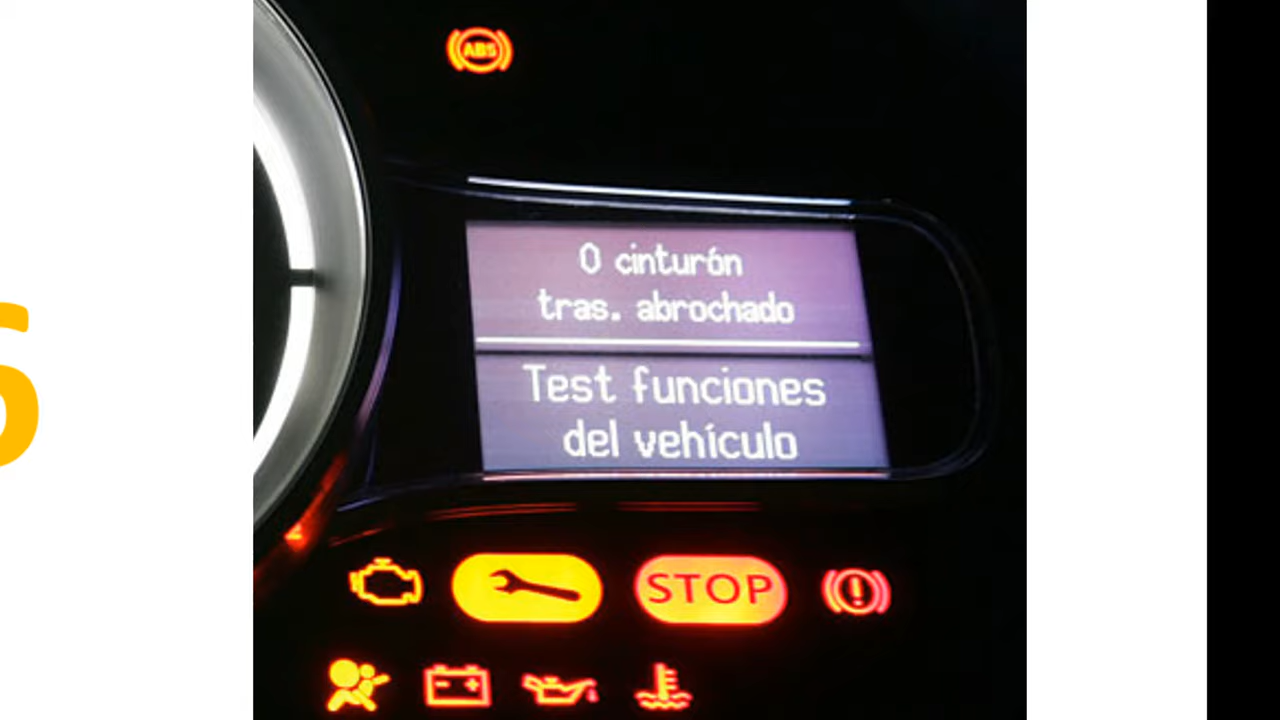 ABS
0 cinturón
tras. abrochado
Test funciones
del vehículo
STOP